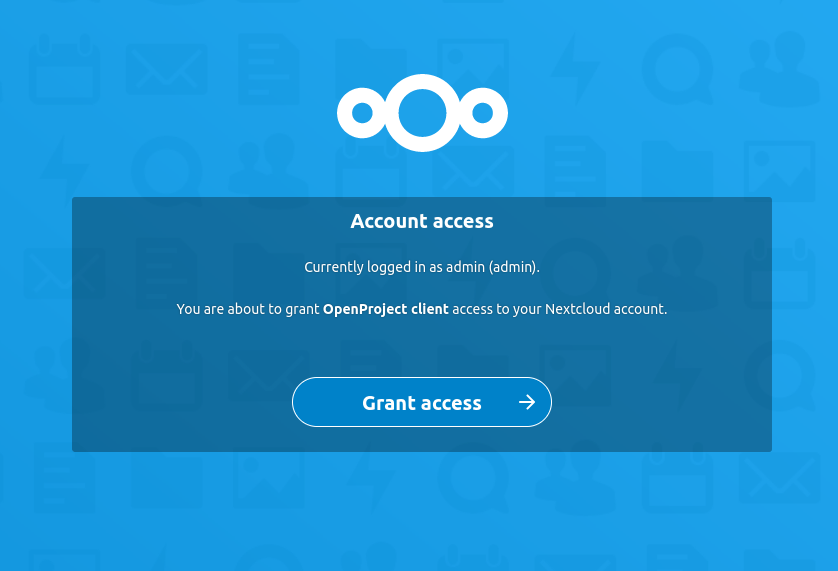 Account access
Currently logged in as admin (admin).
You are about to grant OpenProject client access to your Nextcloud account.
Grant access